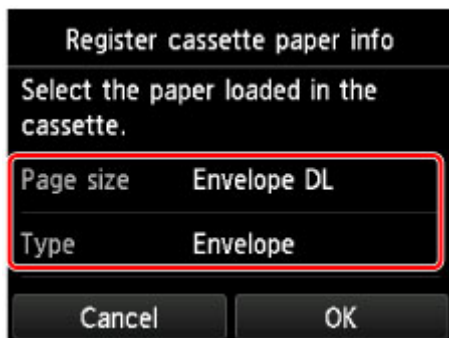 Register cassette paper info
Select the paper loaded in the
cassette.
Page size Envelope DL
Type Envelope
Cancel OK